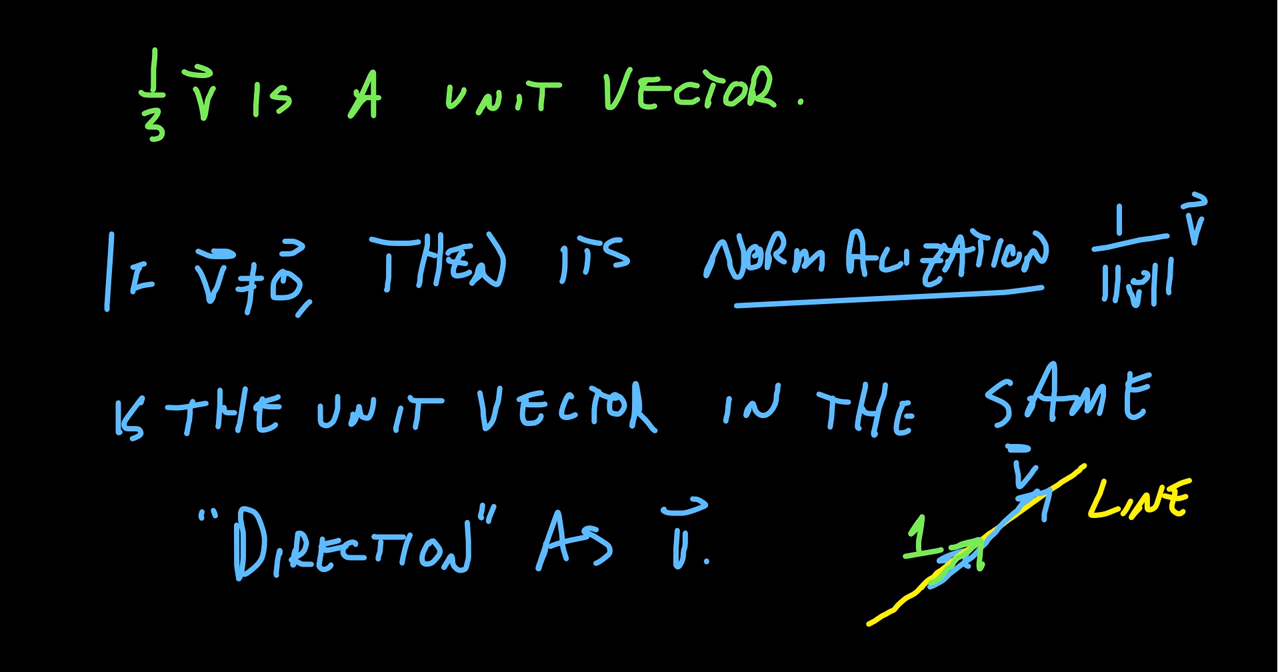 1/3 v⃗ IS A UNIT VECTOR.
IF v⃗ ≠ 0⃗, THEN ITS NORMALIZATION 1/||v⃗|| v⃗
IS THE UNIT VECTOR IN THE SAME
"DIRECTION" AS v⃗.
v⃗
LINE
1